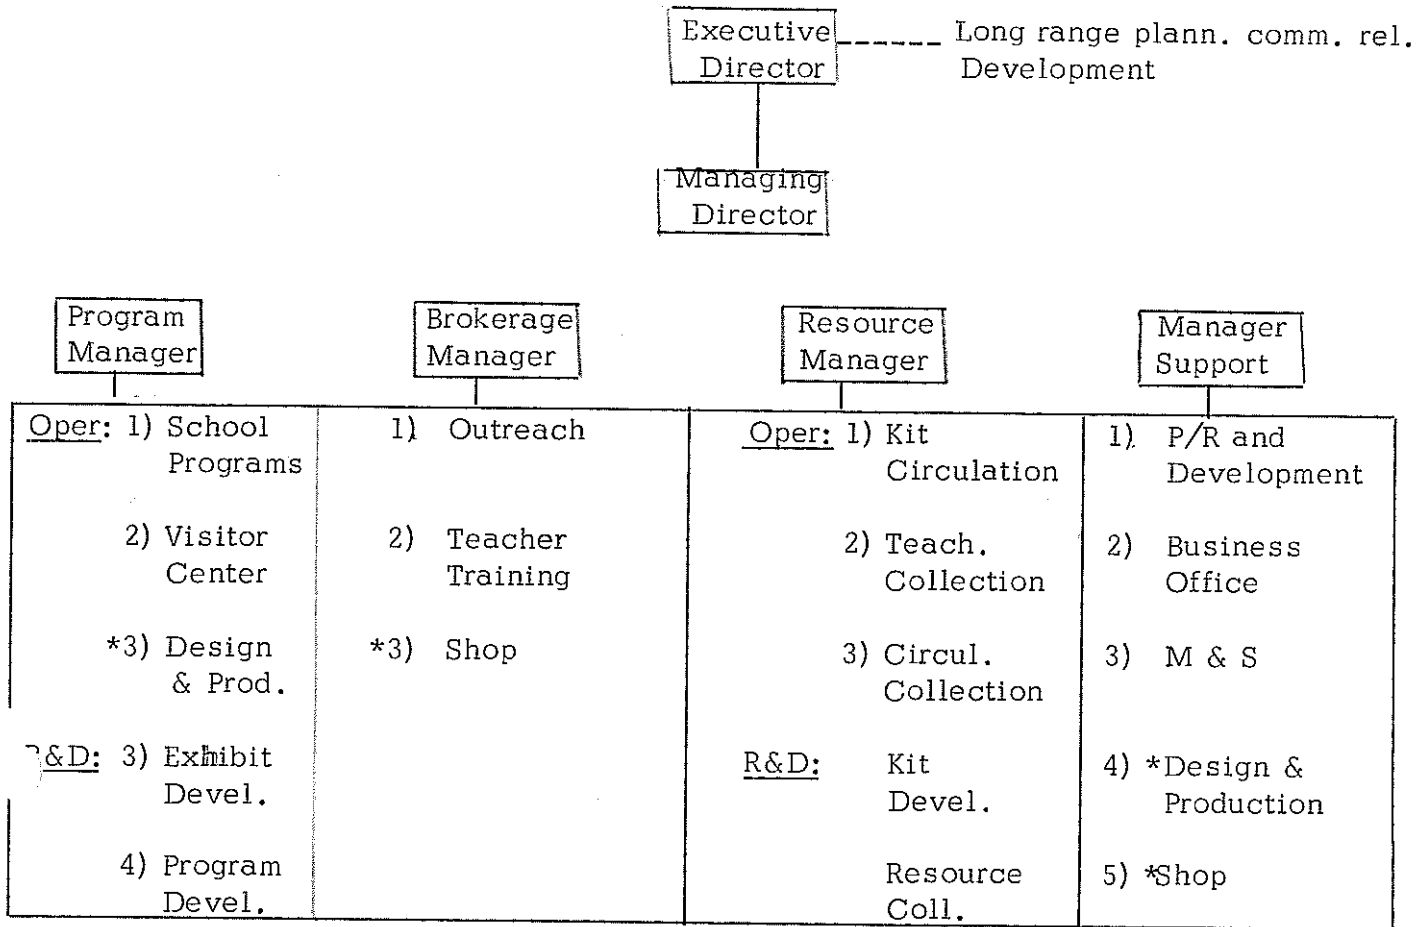 Executive
Director
------ Long range plann. comm. rel.
Development
Managing
Director
Program
Manager
Brokerage
Manager
Resource
Manager
Manager
Support
Oper: 1) School
Programs
2) Visitor
Center
*3) Design
& Prod.
&D: 3) Exhibit
Devel.
4) Program
Devel.
1) Outreach
2) Teacher
Training
*3) Shop
Oper: 1) Kit
Circulation
2) Teach.
Collection
3) Circul.
Collection
R&D: Kit
Devel.
Resource
Coll.
1) P/R and
Development
2) Business
Office
3) M & S
4) *Design &
Production
5) *Shop